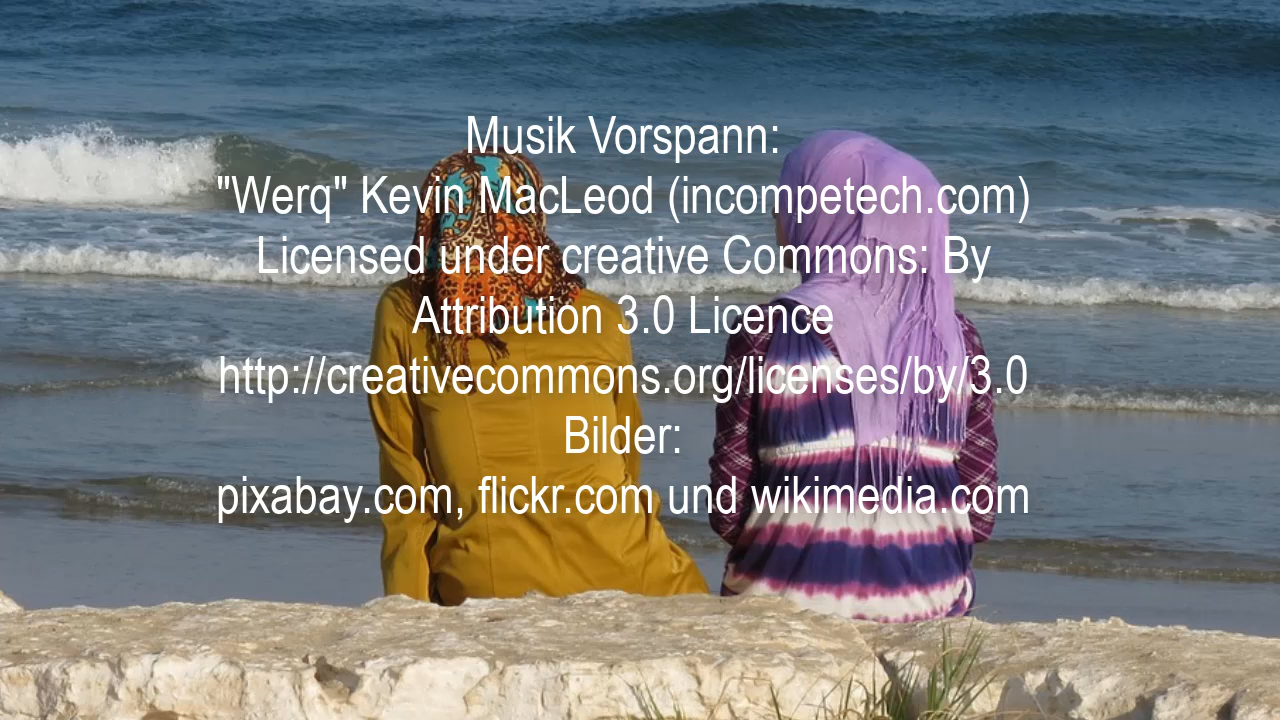 Musik Vorspann:
"Werq" Kevin MacLeod (incompetech.com)
Licensed under creative Commons: By
Attribution 3.0 Licence
http://creativecommons.org/licenses/by/3.0
Bilder:
pixabay.com, flickr.com und wikimedia.com